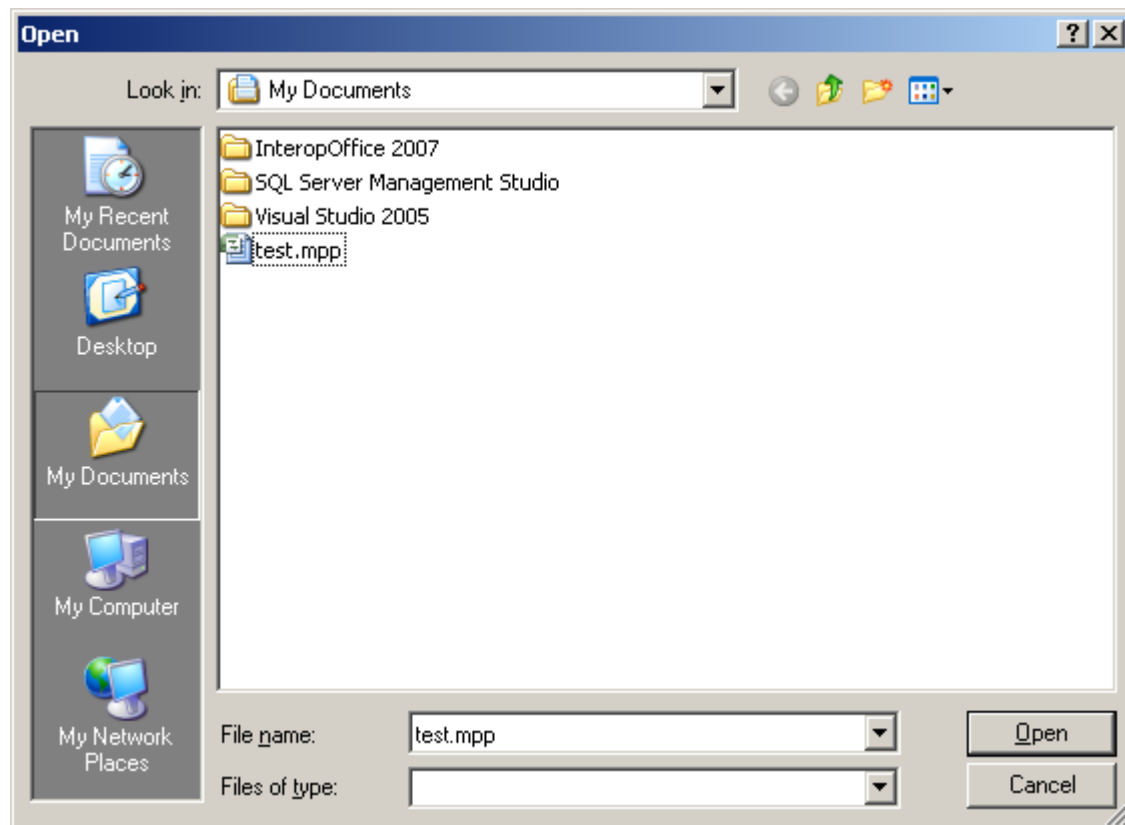 Open
Look in:
My Documents
My Recent
Documents
Desktop
My Documents
My Computer
My Network
Places
InteropOffice 2007
SQL Server Management Studio
Visual Studio 2005
test.mpp
File name:
test.mpp
Open
Files of type:
Cancel